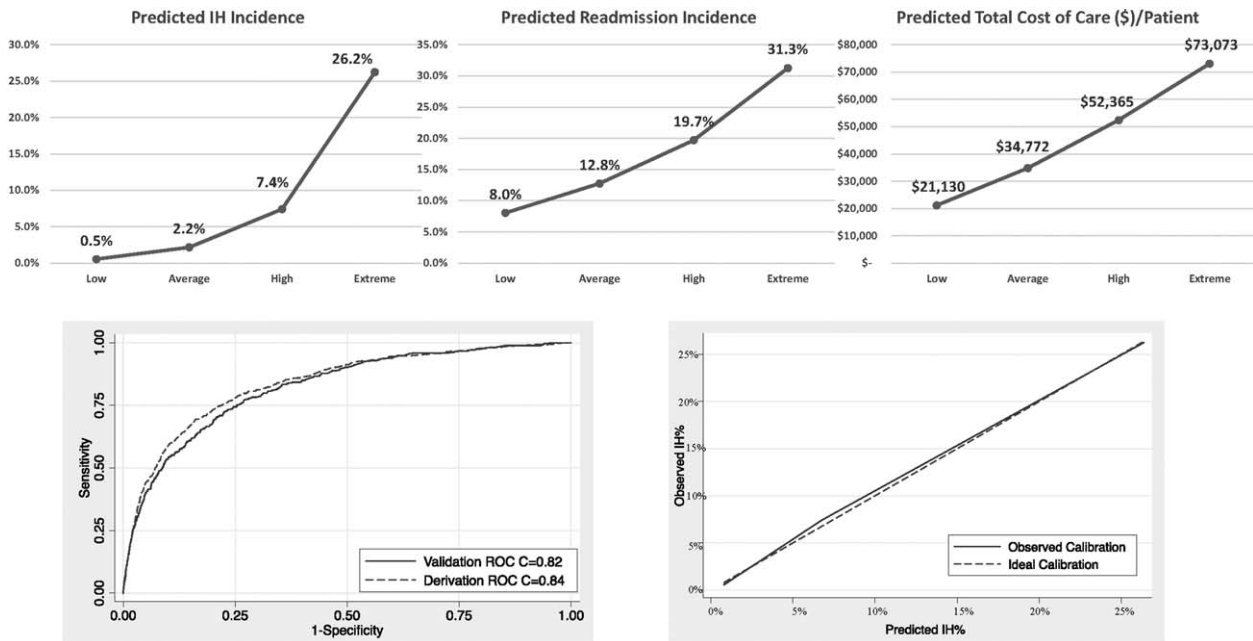 Predicted IH Incidence
30.0%
25.0%
20.0%
15.0%
10.0%
5.0%
0.0%
0.5%
2.2%
7.4%
26.2%
Low Average High Extreme
Predicted Readmission Incidence
35.0%
30.0%
25.0%
20.0%
15.0%
10.0%
5.0%
0.0%
8.0%
12.8%
19.7%
31.3%
Low Average High Extreme
Predicted Total Cost of Care ($)/Patient
$80,000
$70,000
$60,000
$50,000
$40,000
$30,000
$20,000
$10,000
$-
$21,130
$34,772
$52,365
$73,073
Low Average High Extreme
Sensitivity
1.00
0.75
0.50
0.25
0.00
Validation ROC C=0.82
Derivation ROC C=0.84
0.00 0.25 0.50 0.75 1.00
1-Specificity
Observed IH%
25%
20%
15%
10%
5%
0%
Observed Calibration
Ideal Calibration
0% 5% 10% 15% 20% 25%
Predicted IH%